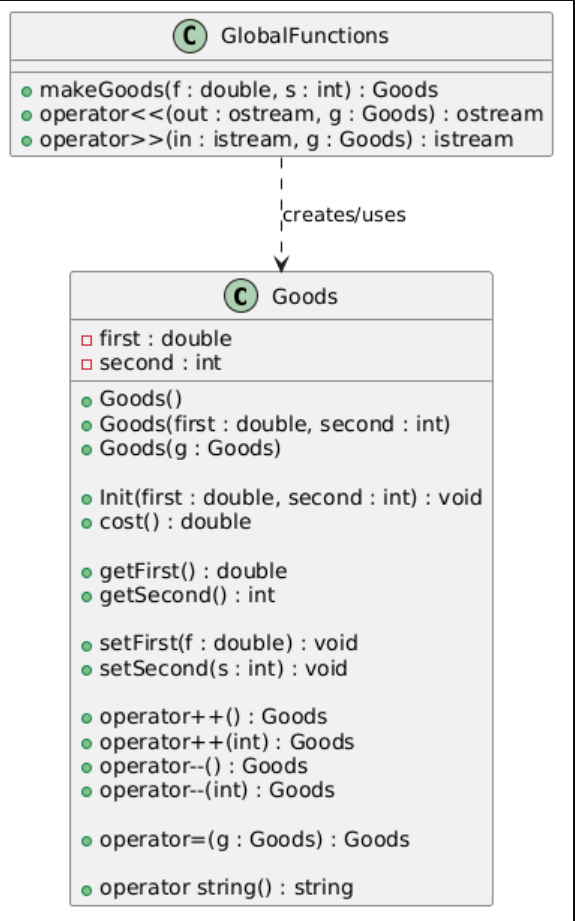 C GlobalFunctions
makeGoods(f : double, s : int) : Goods
operator<<(out : ostream, g : Goods) : ostream
operator>>(in : istream, g : Goods) : istream
creates/uses
C Goods
first : double
second : int
Goods()
Goods(first : double, second : int)
Goods(g : Goods)
Init(first : double, second : int) : void
cost() : double
getFirst() : double
getSecond() : int
setFirst(f : double) : void
setSecond(s : int) : void
operator++() : Goods
operator++(int) : Goods
operator--() : Goods
operator--(int) : Goods
operator=(g : Goods) : Goods
operator string() : string